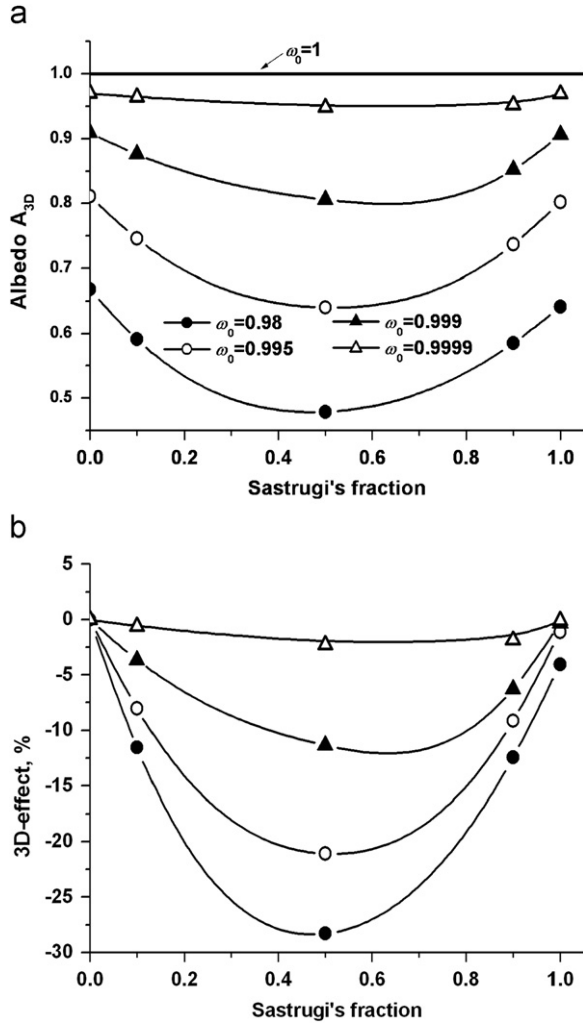 a
ω₀=1
1.0
0.9
0.8
0.7
0.6
0.5
Albedo A₃D
ω₀=0.98
ω₀=0.999
ω₀=0.995
ω₀=0.9999
0.0 0.2 0.4 0.6 0.8 1.0
Sastrugi's fraction
b
5
0
-5
-10
-15
-20
-25
-30
3D-effect, %
0.0 0.2 0.4 0.6 0.8 1.0
Sastrugi's fraction